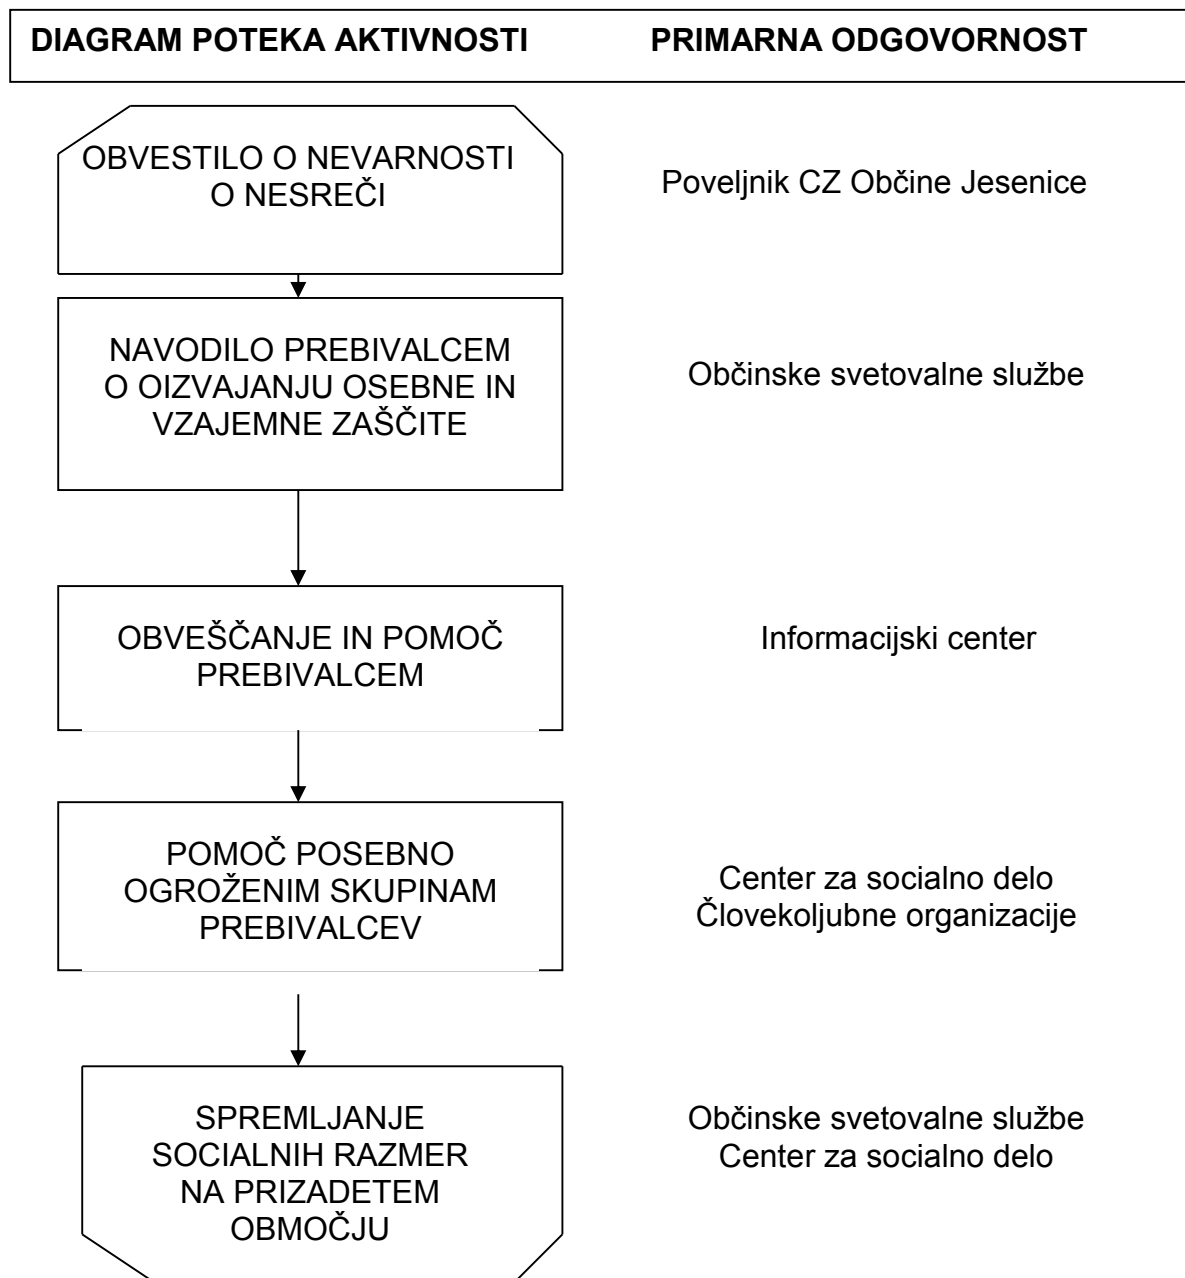 DIAGRAM POTEKA AKTIVNOSTI PRIMARNA ODGOVORNOST
OBVESTILO O NEVARNOSTI
O NESREČI
Poveljnik CZ Občine Jesenice
NAVODILO PREBIVALCEM
O OIZVAJANJU OSEBNE IN
VZAJEMNE ZAŠČITE
Občinske svetovalne službe
OBVEŠČANJE IN POMOČ
PREBIVALCEM
Informacijski center
POMOČ POSEBNO
OGROŽENIM SKUPINAM
PREBIVALCEV
Center za socialno delo
Človekoljubne organizacije
SPREMLJANJE
SOCIALNIH RAZMER
NA PRIZADETEM
OBMOČJU
Občinske svetovalne službe
Center za socialno delo